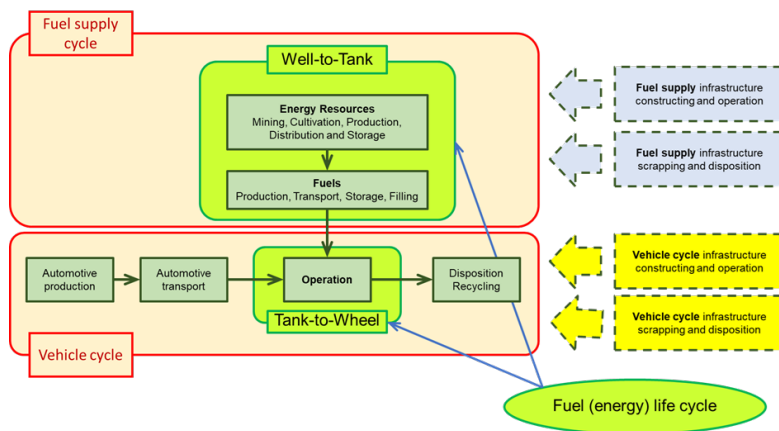 Fuel supply
cycle
Well-to-Tank
Energy Resources
Mining, Cultivation, Production,
Distribution and Storage
Fuels
Production, Transport, Storage, Filling
Fuel supply infrastructure
constructing and operation
Fuel supply infrastructure
scrapping and disposition
Automotive
production
Automotive
transport
Operation
Disposition
Recycling
Tank-to-Wheel
Vehicle cycle
Vehicle cycle infrastructure
constructing and operation
Vehicle cycle infrastructure
scrapping and disposition
Fuel (energy) life cycle